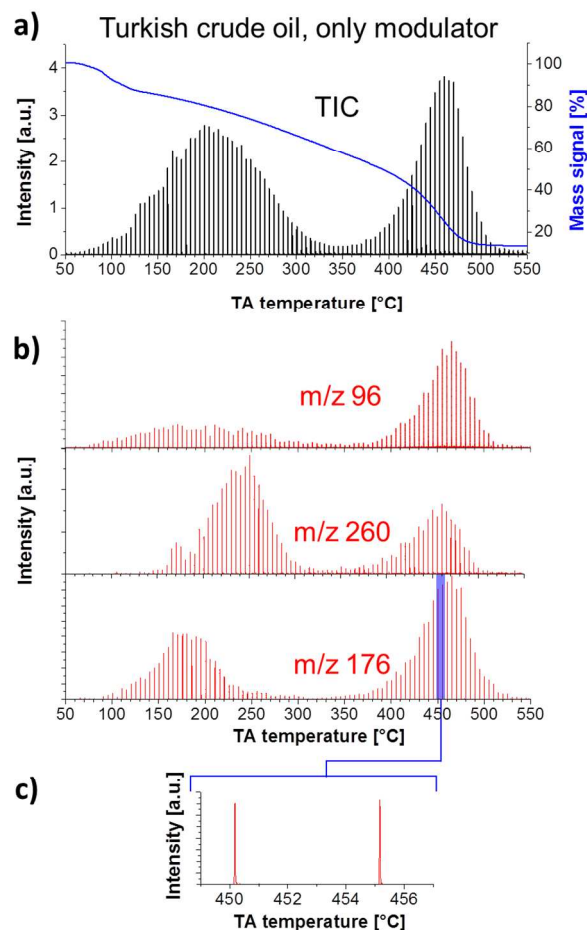 a)
Turkish crude oil, only modulator
TIC
Intensity [a.u.]
4
3
2
1
0
Mass signal [%]
100
80
60
40
20
10
50 100 150 200 250 300 350 400 450 500 550
TA temperature [°C]
b)
m/z 96
m/z 260
m/z 176
Intensity [a.u.]
50 100 150 200 250 300 350 400 450 500 550
TA temperature [°C]
c)
Intensity [a.u.]
450 452 454 456
TA temperature [°C]